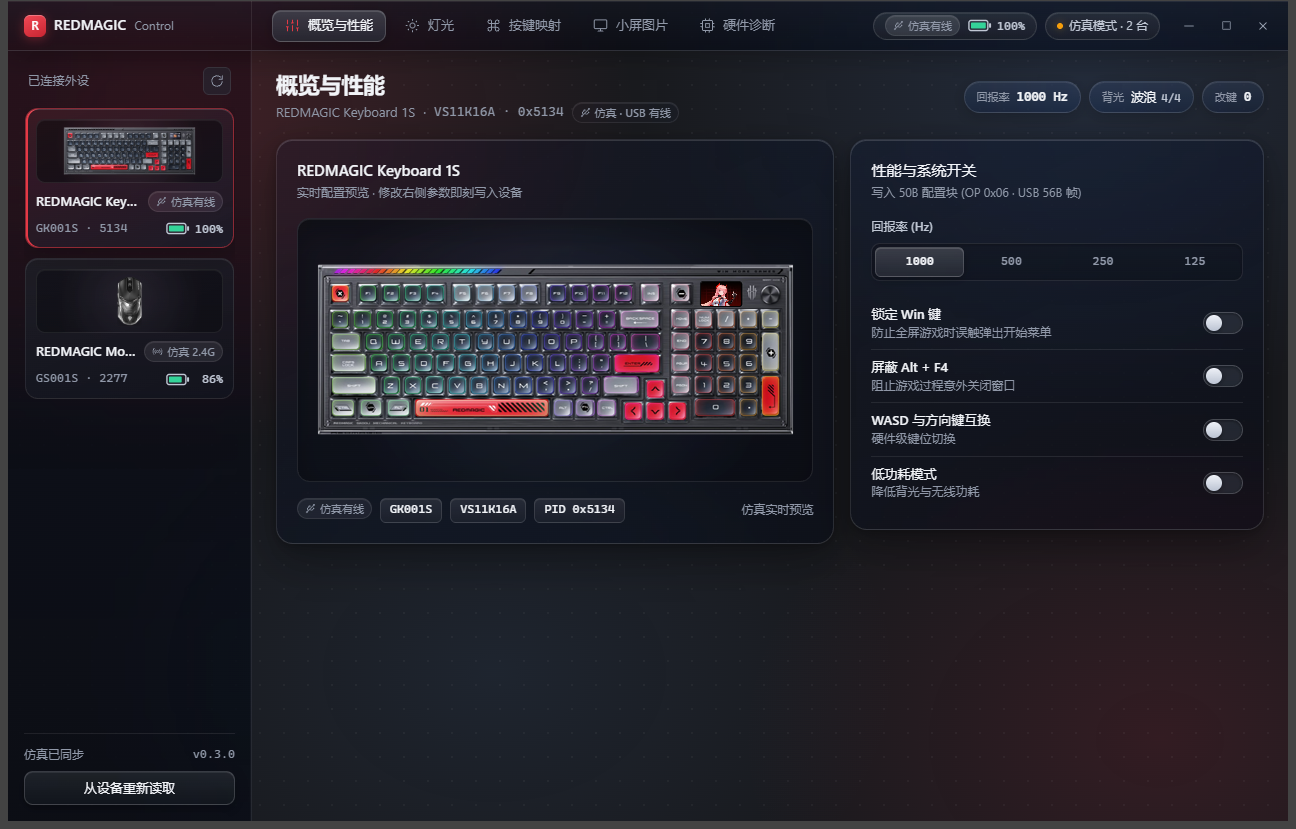 R REDMAGIC Control
概览与性能 灯光 按键映射 小屏图片 硬件诊断
仿真有线 100% 仿真模式 · 2 台
已连接外设
REDMAGIC Key... 仿真有线
GK001S · 5134 100%
REDMAGIC Mo... 仿真 2.4G
GS001S · 2277 86%
仿真已同步 v0.3.0
从设备重新读取
概览与性能
REDMAGIC Keyboard 1S · VS11K16A · 0x5134 仿真 · USB 有线
回报率 1000 Hz 背光 波浪 4/4 改键 0
REDMAGIC Keyboard 1S
实时配置预览 · 修改右侧参数即刻写入设备
仿真有线 GK001S VS11K16A PID 0x5134 仿真实时预览
性能与系统开关
写入 50B 配置块 (OP 0x06 · USB 56B 帧)
回报率 (Hz)
1000 500 250 125
锁定 Win 键
防止全屏游戏时误触弹出开始菜单
屏蔽 Alt + F4
阻止游戏过程意外关闭窗口
WASD 与方向键互换
硬件级键位切换
低功耗模式
降低背光与无线功耗